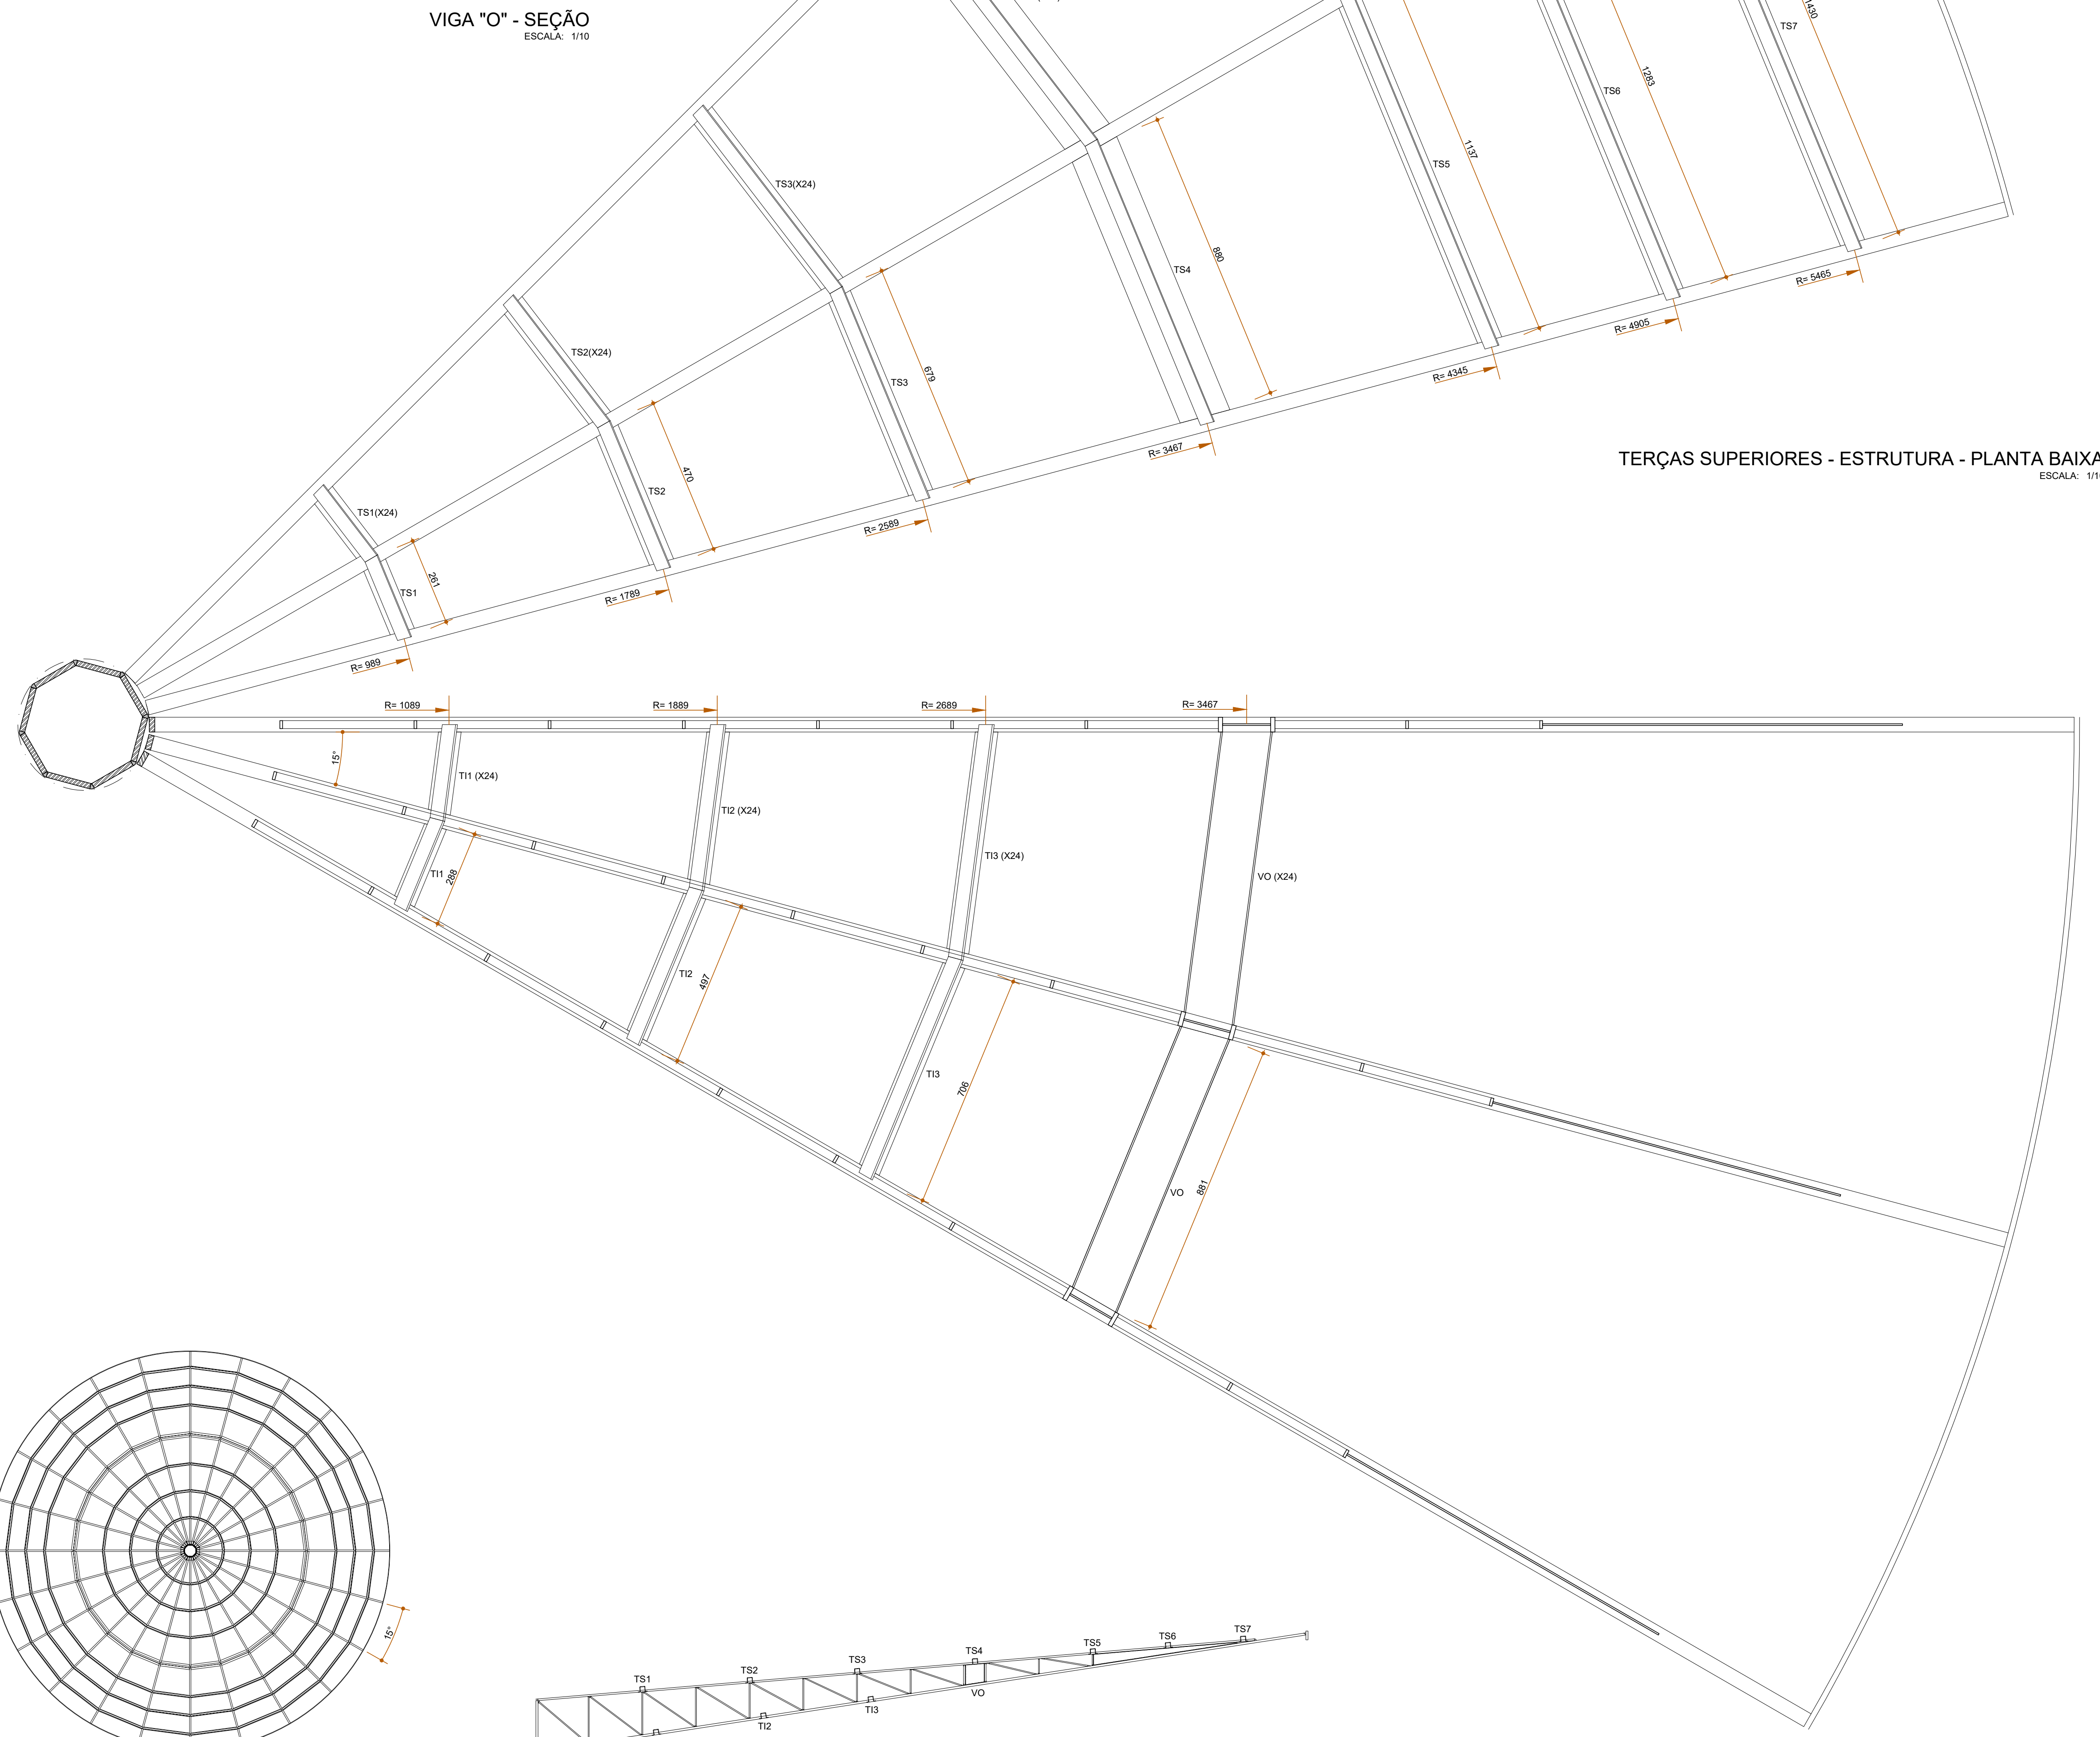 VIGA "O" - SEÇÃO
ESCALA: 1/10
1430
TS7
1283
TS6
1137
TS5
TS3(X24)
880
TS4
R= 5465
R= 4905
R= 4345
TS2(X24)
679
TS3
R= 3467
TERÇAS SUPERIORES - ESTRUTURA - PLANTA BAIXA
ESCALA:
470
TS2
R= 2589
TS1(X24)
261
TS1
R= 1789
R= 989
R= 1089
R= 1889
R= 2689
R= 3467
15°
TI1 (X24)
TI2 (X24)
TI3 (X24)
VO (X24)
TI1
288
TI2
497
TI3
706
VO
881
15°
TS1
TS2
TS3
TS4
TS5
TS6
TS7
VO
TI3
TI2